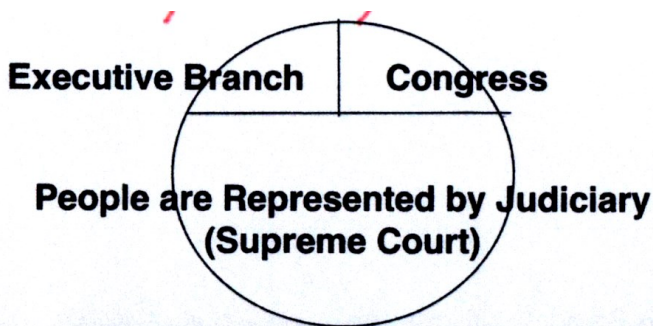 Executive Branch Congress
People are Represented by Judiciary
(Supreme Court)